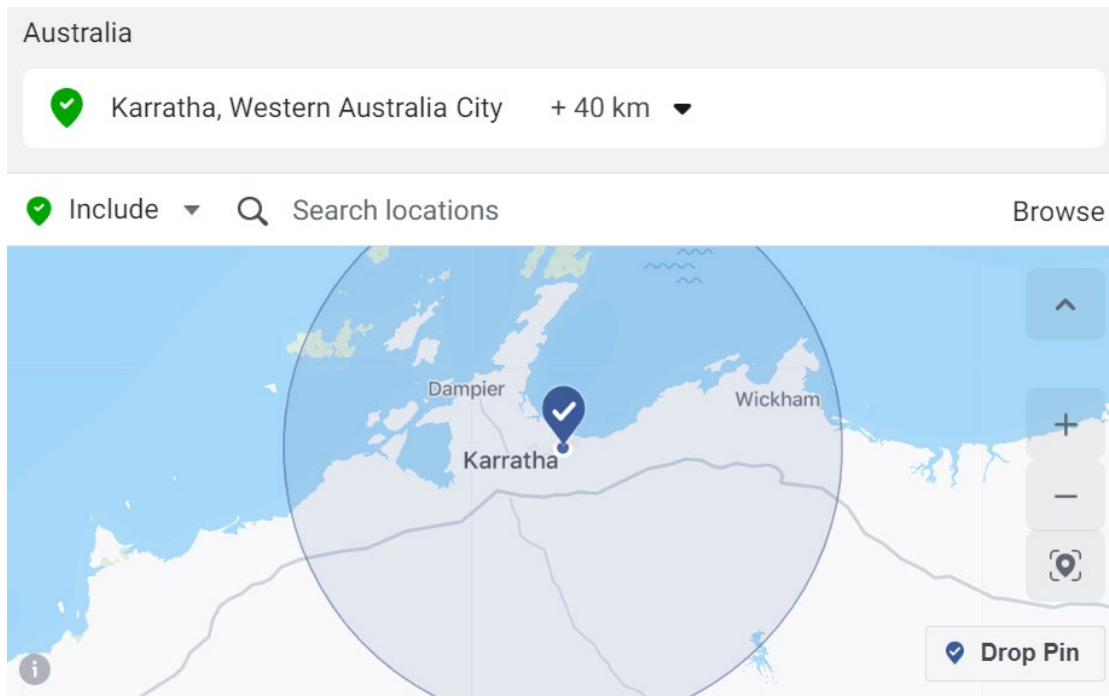 Australia
Karratha, Western Australia City + 40 km
Include Search locations Browse
Dampier
Wickham
Karratha
Drop Pin